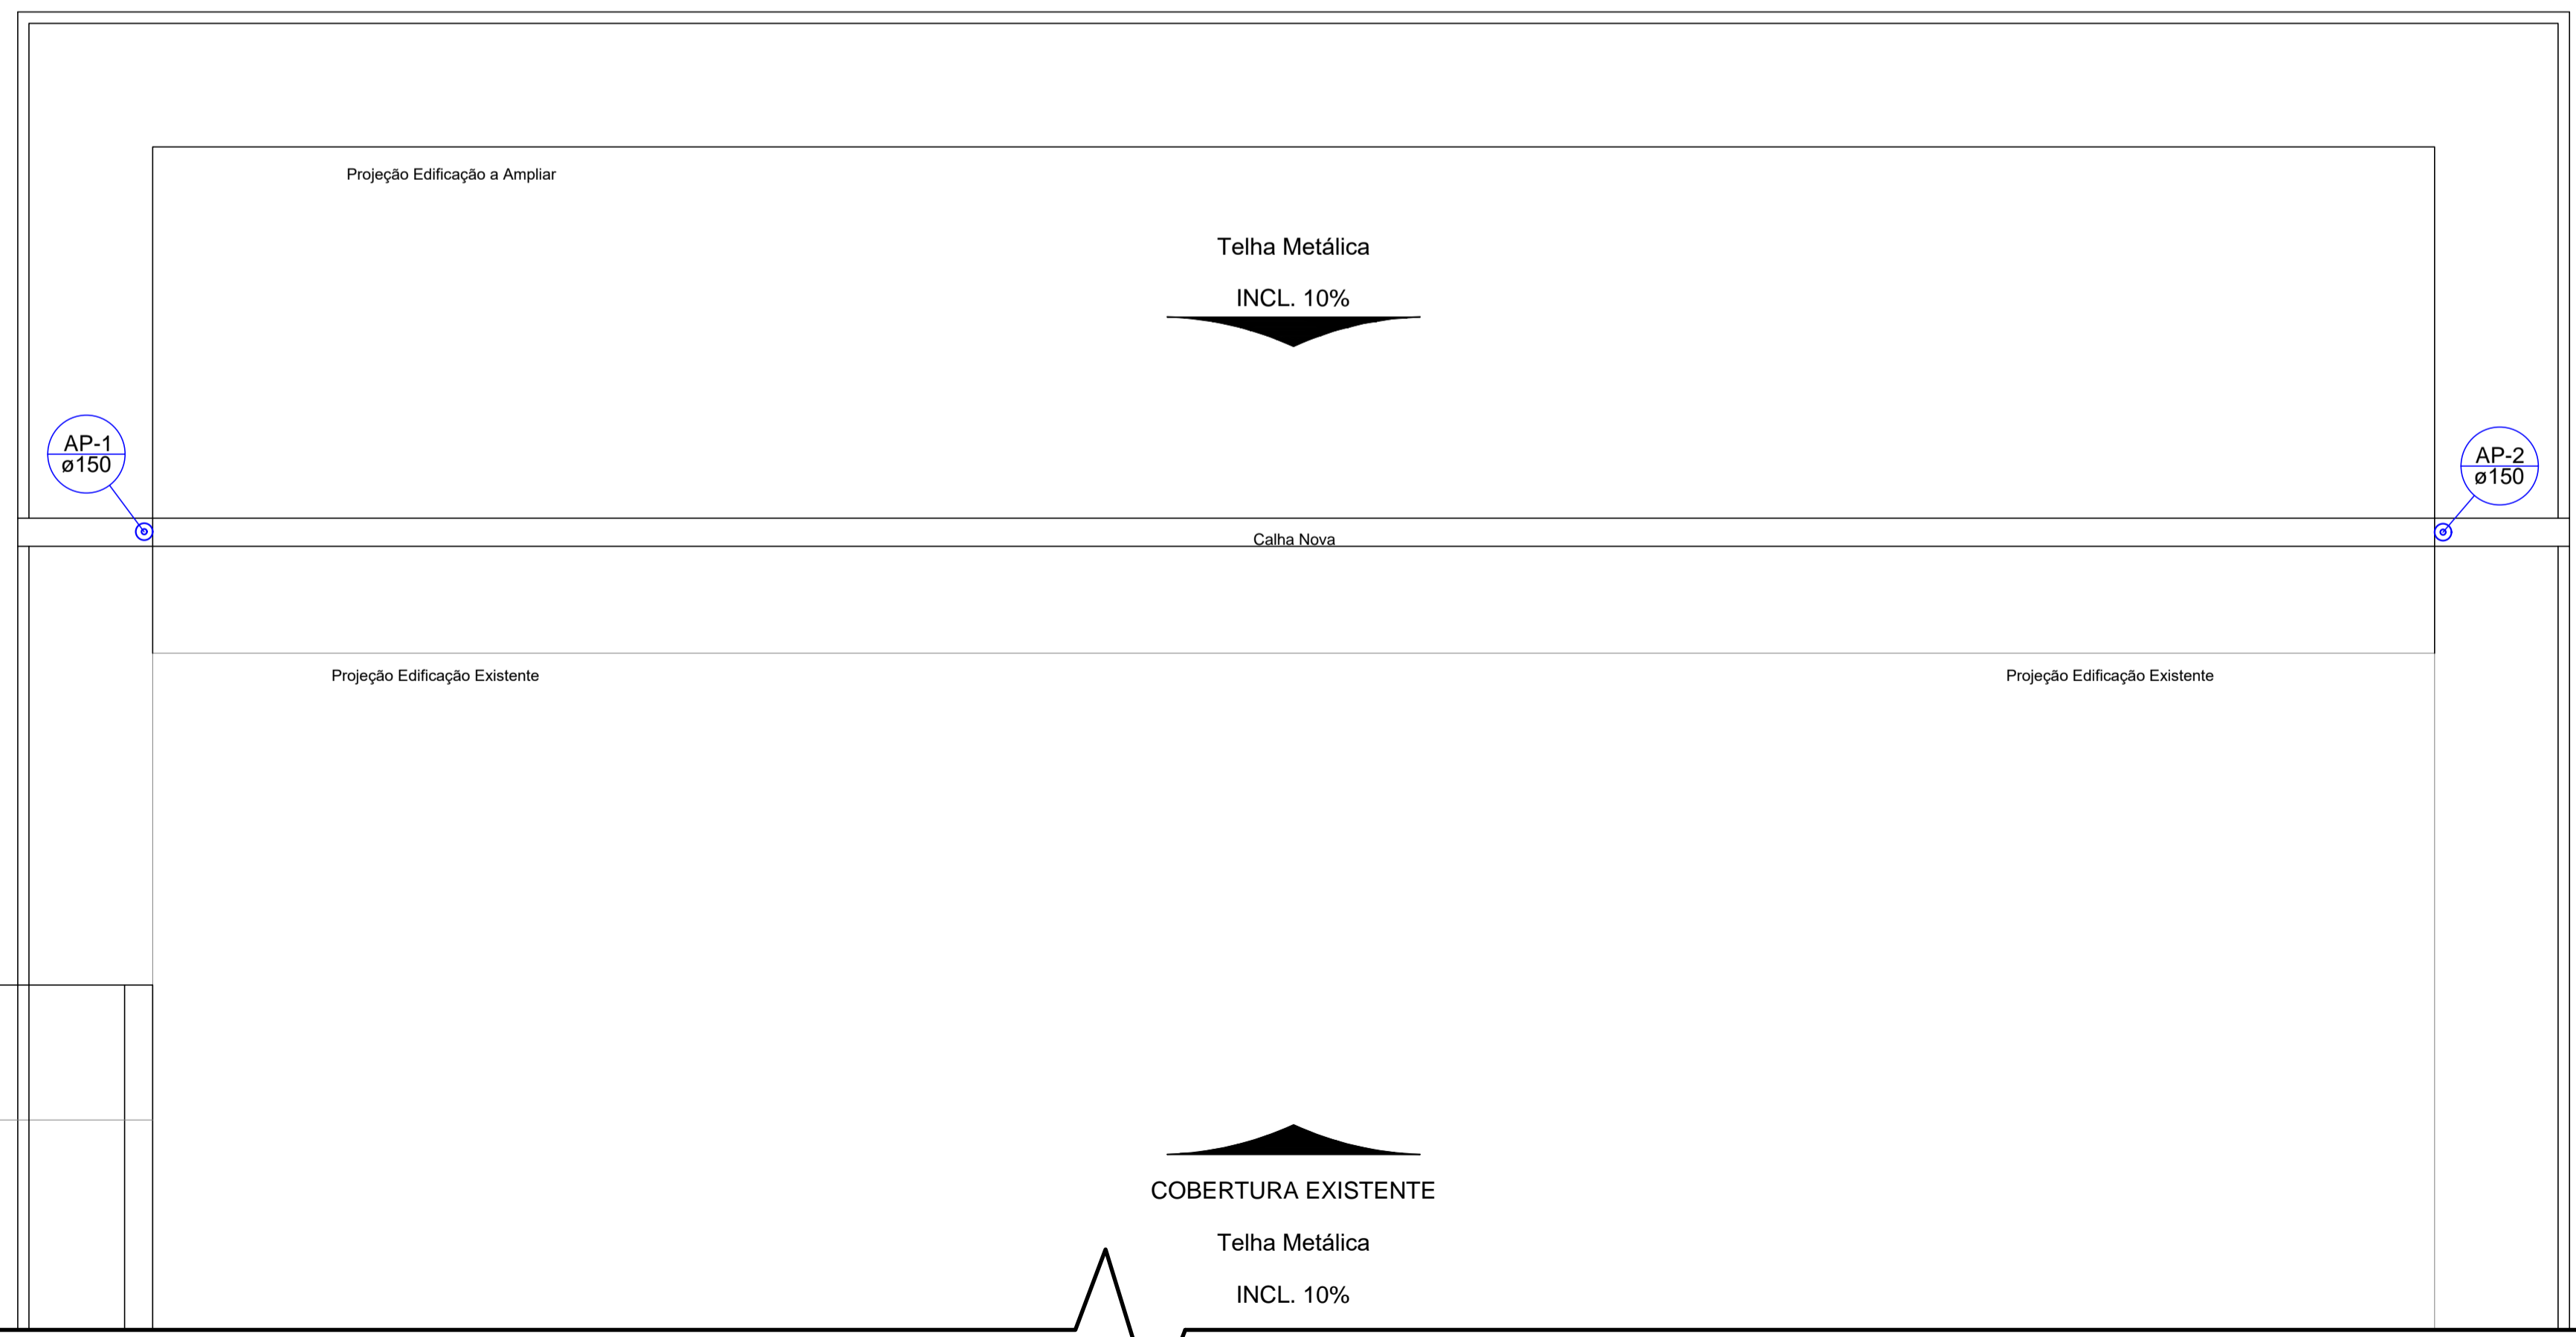 Projeção Edificação a Ampliar
Telha Metálica
INCL. 10%
AP-1
ø150
AP-2
ø150
Calha Nova
Projeção Edificação Existente
Projeção Edificação Existente
COBERTURA EXISTENTE
Telha Metálica
INCL. 10%